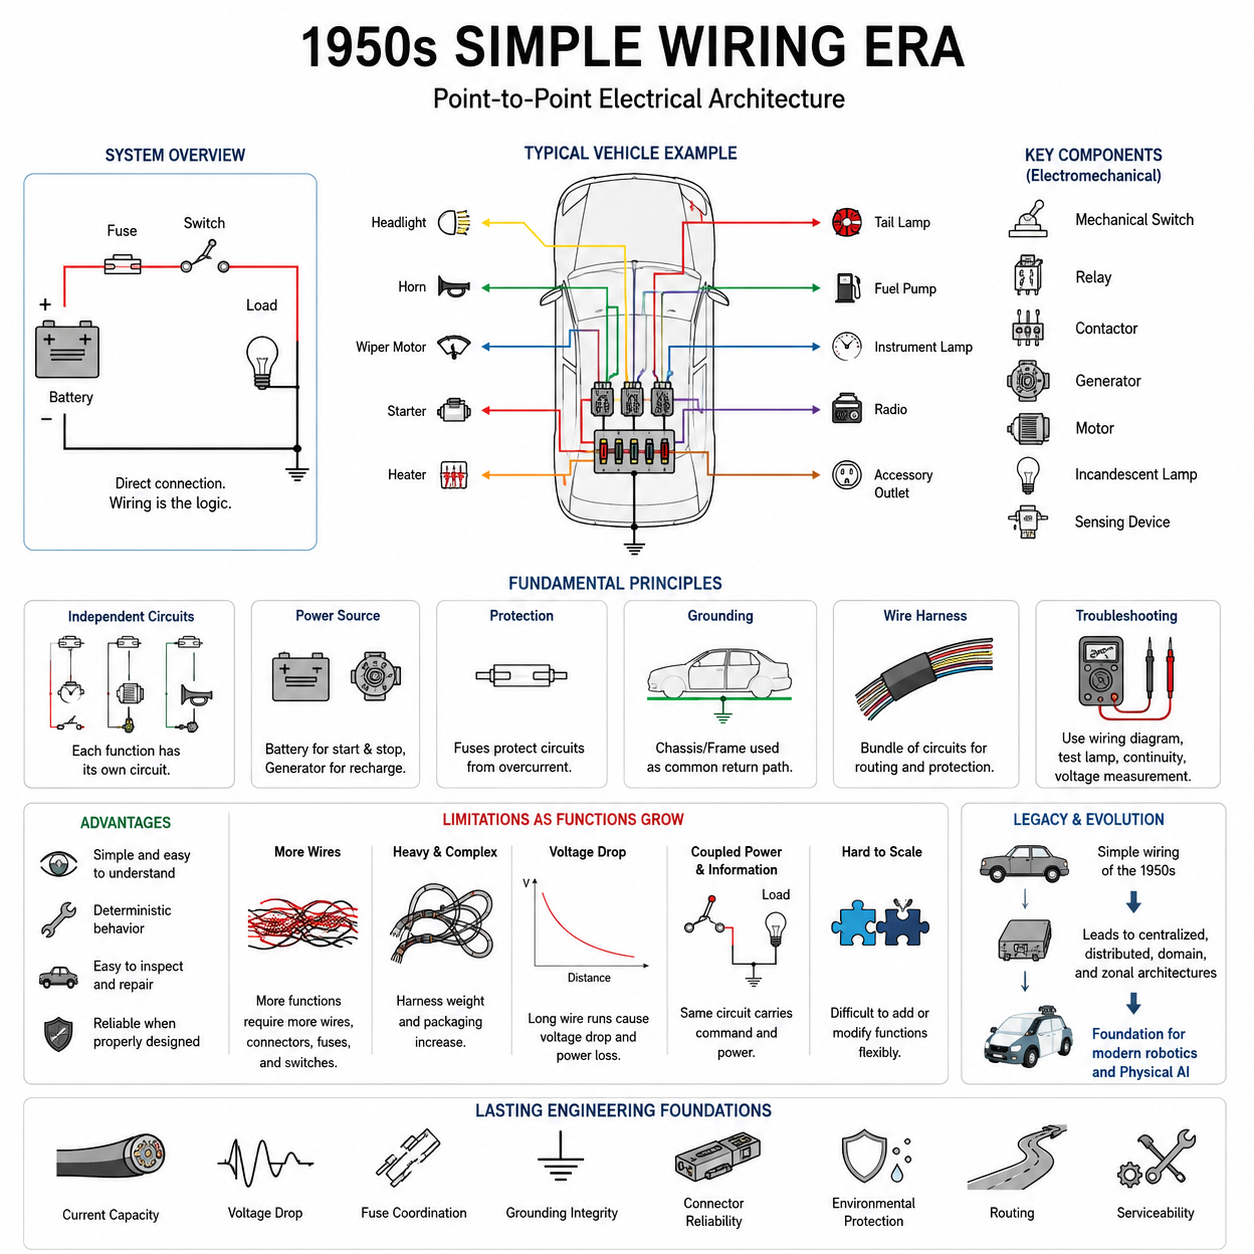 1950s SIMPLE WIRING ERA
Point-to-Point Electrical Architecture
SYSTEM OVERVIEW
Fuse
Switch
+
Load
Battery
−
Direct connection.
Wiring is the logic.
TYPICAL VEHICLE EXAMPLE
Headlight
Horn
Wiper Motor
Starter
Heater
Tail Lamp
Fuel Pump
Instrument Lamp
Radio
Accessory
Outlet
KEY COMPONENTS
(Electromechanical)
Mechanical Switch
Relay
Contactor
Generator
Motor
Incandescent Lamp
Sensing Device
FUNDAMENTAL PRINCIPLES
Independent Circuits
Each function has
its own circuit.
Power Source
Battery for start & stop,
Generator for recharge.
Protection
Fuses protect circuits
from overcurrent.
Grounding
Chassis/Frame used
as common return path.
Wire Harness
Bundle of circuits for
routing and protection.
Troubleshooting
Use wiring diagram,
test lamp, continuity,
voltage measurement.
ADVANTAGES
Simple and easy
to understand
Deterministic
behavior
Easy to inspect
and repair
Reliable when
properly designed
LIMITATIONS AS FUNCTIONS GROW
More Wires
More functions
require more wires,
connectors, fuses,
and switches.
Heavy & Complex
Harness weight
and packaging
increase.
Voltage Drop
V
Distance
Long wire runs cause
voltage drop and
power loss.
Coupled Power
& Information
Load
Same circuit carries
command and
power.
Hard to Scale
Difficult to add or
modify functions
flexibly.
LEGACY & EVOLUTION
Simple wiring
of the 1950s
Leads to centralized,
distributed, domain,
and zonal architectures
Foundation for
modern robotics
and Physical AI
LASTING ENGINEERING FOUNDATIONS
Current Capacity
Voltage Drop
Fuse Coordination
Grounding Integrity
Connector
Reliability
Environmental
Protection
Routing
Serviceability